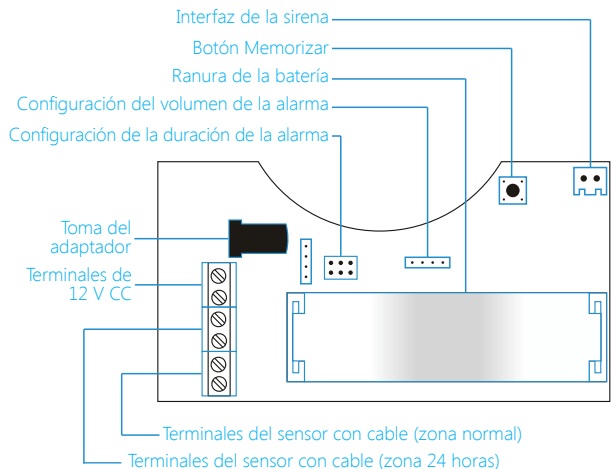 Interfaz de la sirena
Botón Memorizar
Ranura de la batería
Configuración del volumen de la alarma
Configuración de la duración de la alarma
Toma del
adaptador
Terminales de
12 V CC
Terminales del sensor con cable (zona normal)
Terminales del sensor con cable (zona 24 horas)